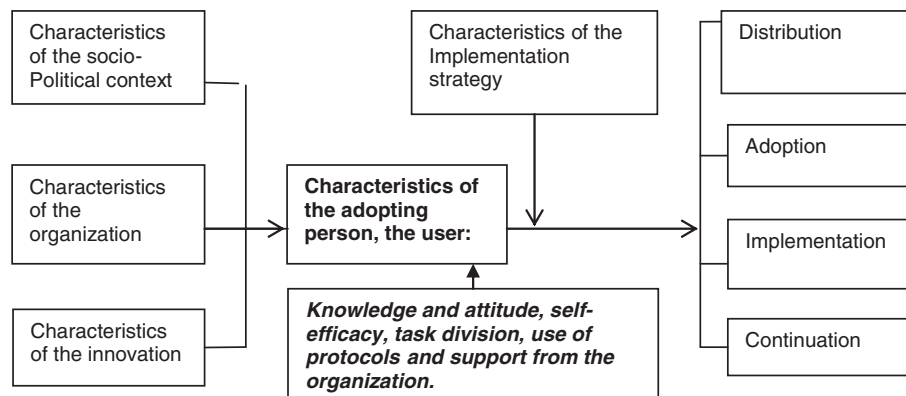 Characteristics
of the socio-
Political context
Characteristics
of the
organization
Characteristics
of the innovation
Characteristics of
the adopting
person, the user:
Knowledge and attitude, self-
efficacy, task division, use of
protocols and support from the
organization.
Characteristics of the
Implementation
strategy
Distribution
Adoption
Implementation
Continuation